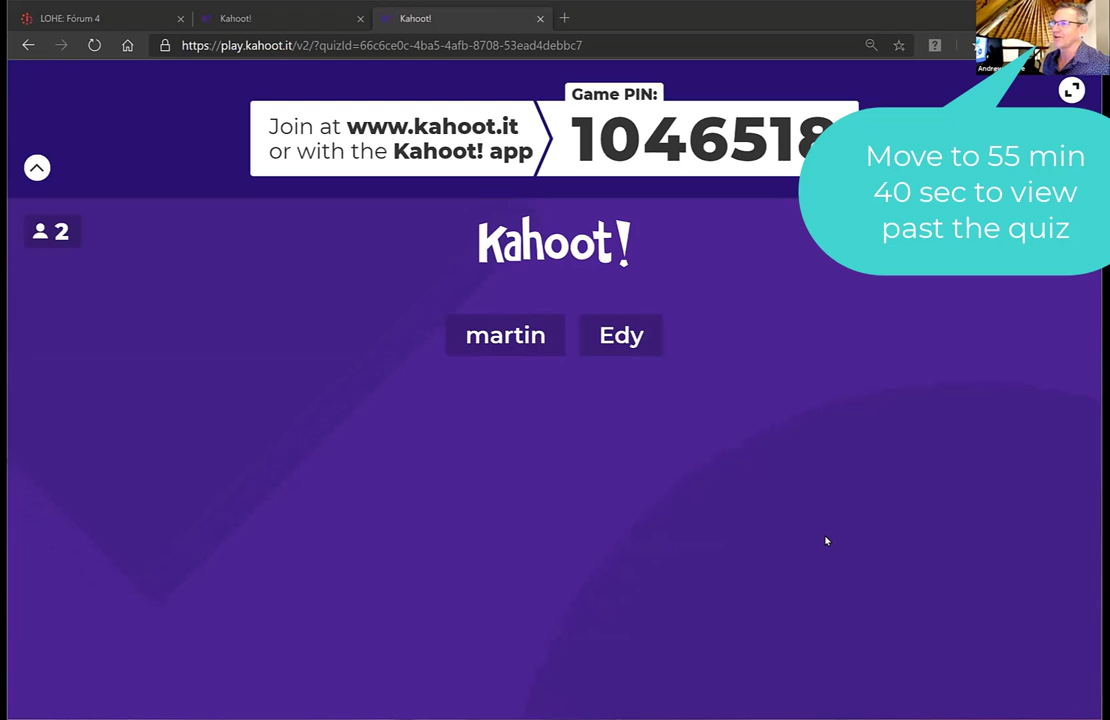 LOHE: Fórum 4
Kahoot!
Kahoot!
https://play.kahoot.it/v2/?quizId=66c6ce0c-4ba5-4afb-8708-53ead4debbc7
Game PIN:
Join at www.kahoot.it
or with the Kahoot! app
1046518
Move to 55 min
40 sec to view
past the quiz
2
Kahoot!
martin
Edy